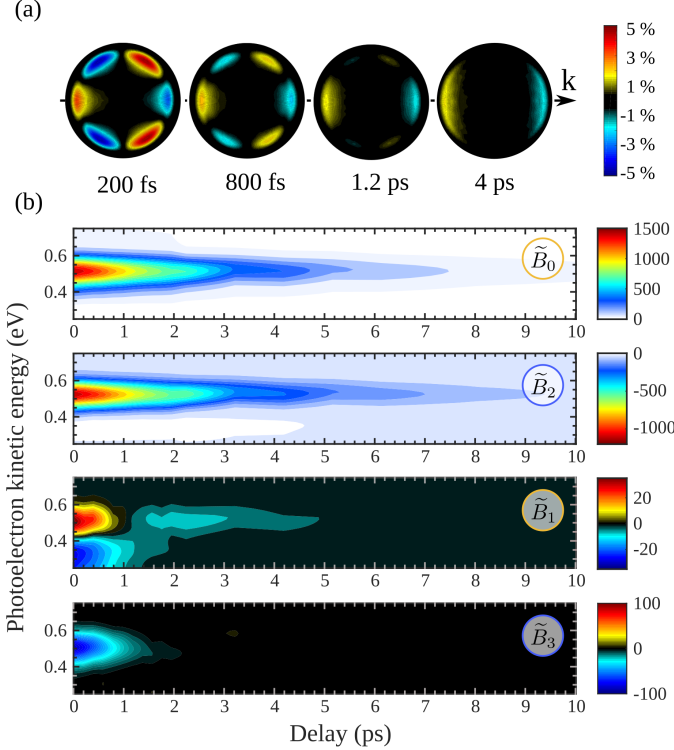 (a)
k
5 %
3 %
1 %
-1 %
-3 %
-5 %
200 fs
800 fs
1.2 ps
4 ps
(b)
Photoelectron kinetic energy (eV)
0.6
0.4
B̃₀
1500
1000
500
0
0 1 2 3 4 5 6 7 8 9 10
0.6
0.4
B̃₂
0
-500
-1000
0 1 2 3 4 5 6 7 8 9 10
0.6
0.4
B̃₁
20
0
-20
0 1 2 3 4 5 6 7 8 9 10
0.6
0.4
B̃₃
100
50
0
-50
-100
0 1 2 3 4 5 6 7 8 9 10
Delay (ps)